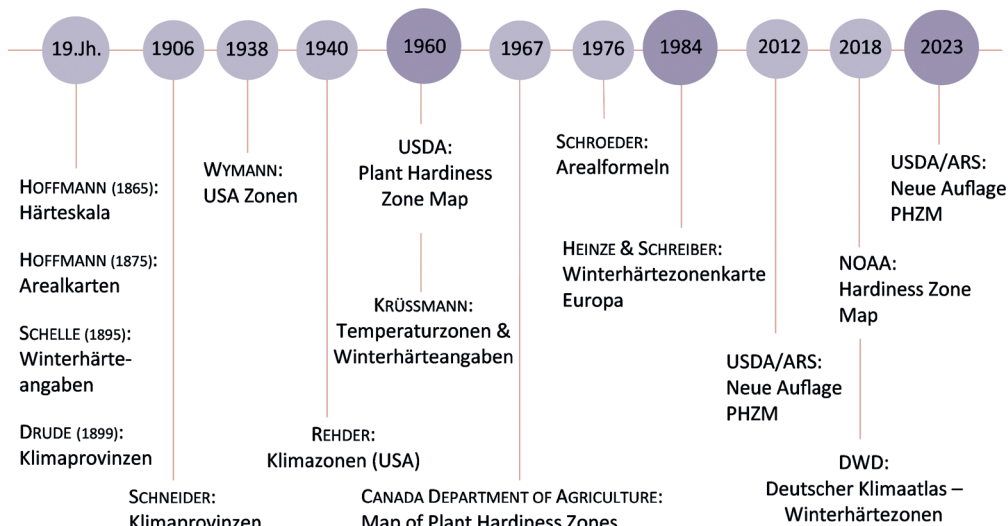 19.Jh.
1906
1938
1940
1960
1967
1976
1984
2012
2018
2023
HOFFMANN (1865):
Härteskala
HOFFMANN (1875):
Arealkarten
SCHELLE (1895):
Winterhärte-
angaben
DRUDE (1899):
Klimaprovinzen
SCHNEIDER:
Klimaprovinzen
WYMANN:
USA Zonen
REHDER:
Klimazonen (USA)
USDA:
Plant Hardiness
Zone Map
KRÜSSMANN:
Temperaturzonen &
Winterhärteangaben
CANADA DEPARTMENT OF AGRICULTURE:
Map of Plant Hardiness Zones
SCHROEDER:
Arealformeln
HEINZE & SCHREIBER:
Winterhärtezonenkarte
Europa
USDA/ARS:
Neue Auflage
PHZM
NOAA:
Hardiness Zone
Map
DWD:
Deutscher Klimaatlas –
Winterhärtezonen
USDA/ARS:
Neue Auflage
PHZM